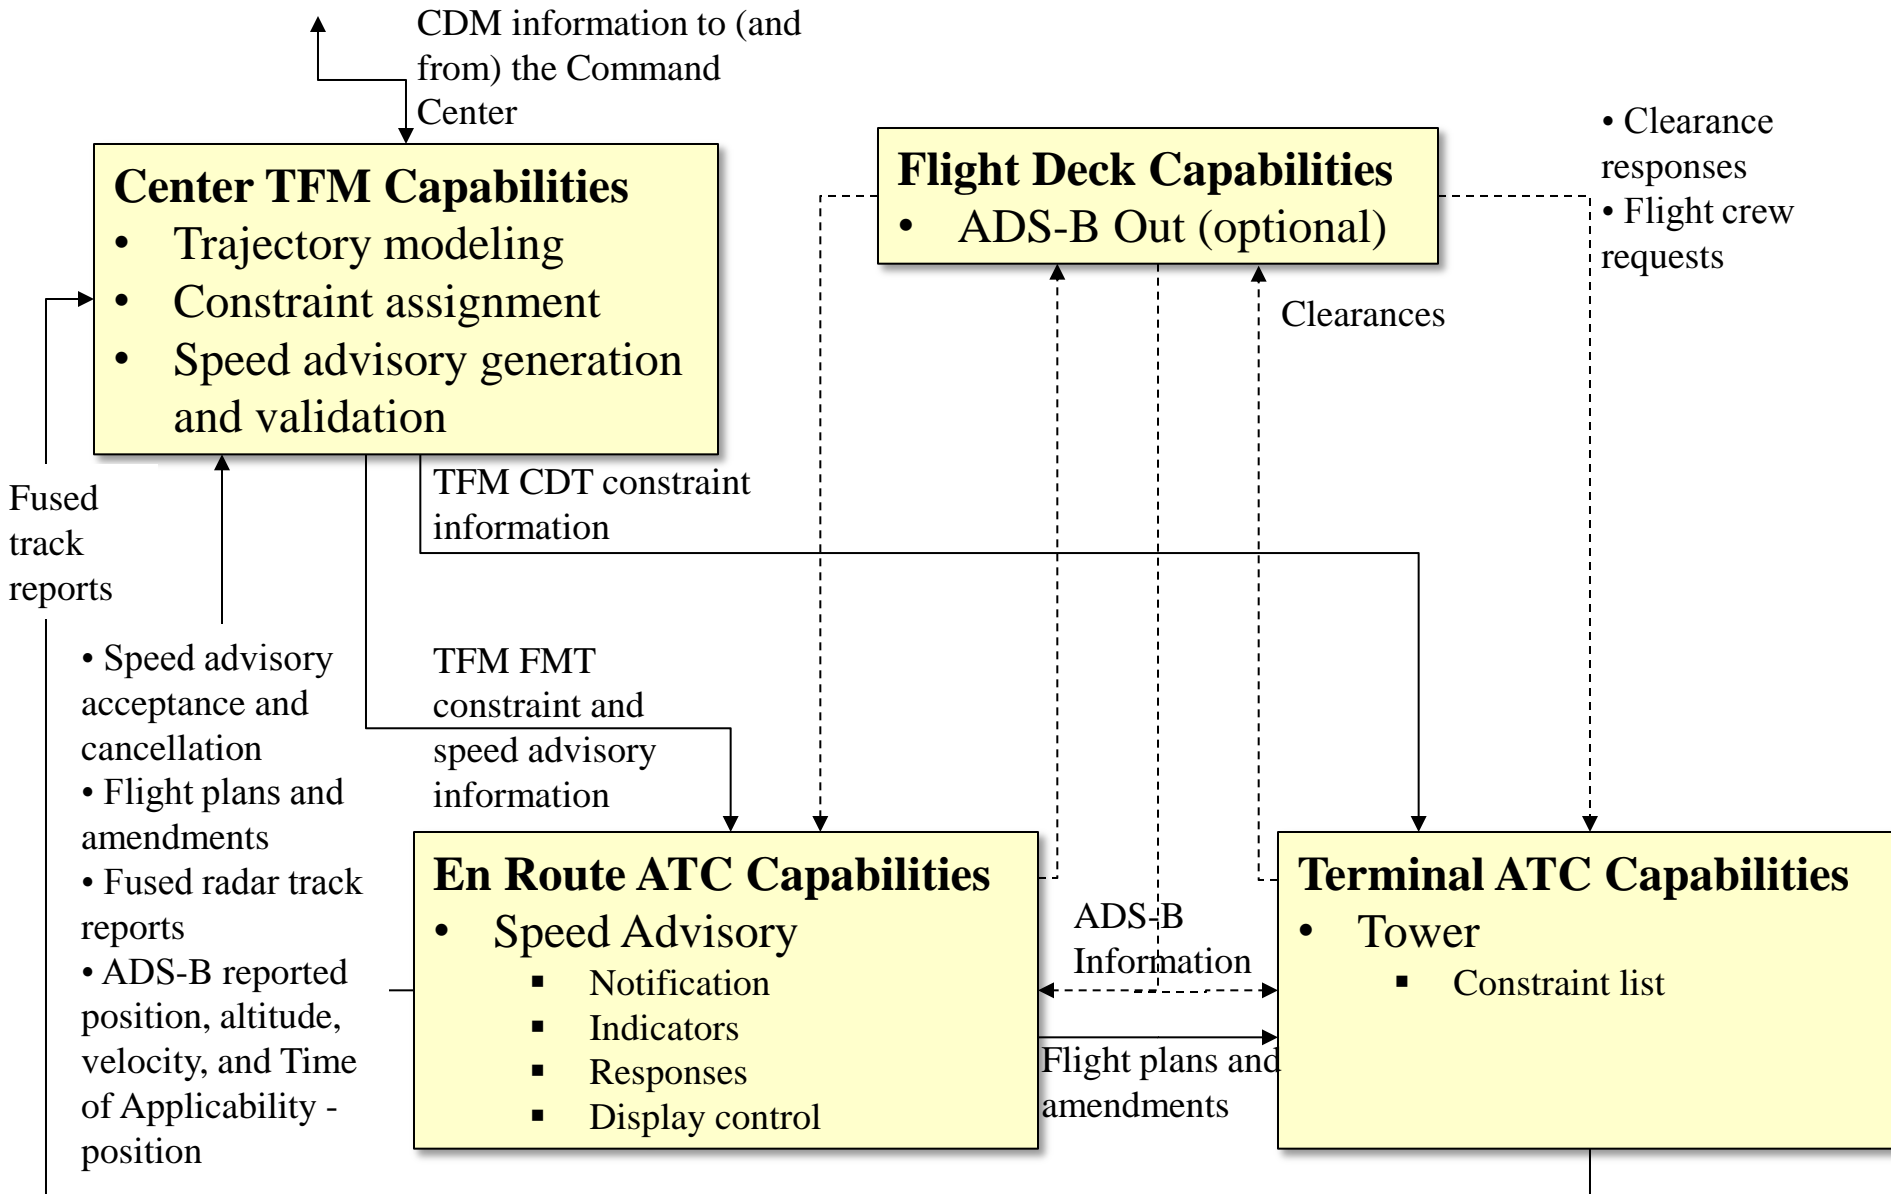 CDM information to (and
from) the Command
Center
Center TFM Capabilities
• Trajectory modeling
• Constraint assignment
• Speed advisory generation
and validation
Flight Deck Capabilities
• ADS-B Out (optional)
• Clearance
responses
• Flight crew
requests
Clearances
Fused
track
reports
TFM CDT constraint
information
• Speed advisory
acceptance and
cancellation
• Flight plans and
amendments
• Fused radar track
reports
• ADS-B reported
position, altitude,
velocity, and Time
of Applicability -
position
TFM FMT
constraint and
speed advisory
information
En Route ATC Capabilities
• Speed Advisory
▪ Notification
▪ Indicators
▪ Responses
▪ Display control
ADS-B
Information
Flight plans and
amendments
Terminal ATC Capabilities
• Tower
▪ Constraint list